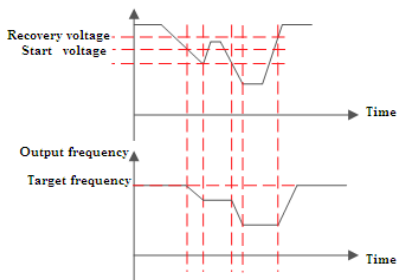 Recovery voltage
Start voltage
Time
Output frequency
Target frequency
Time